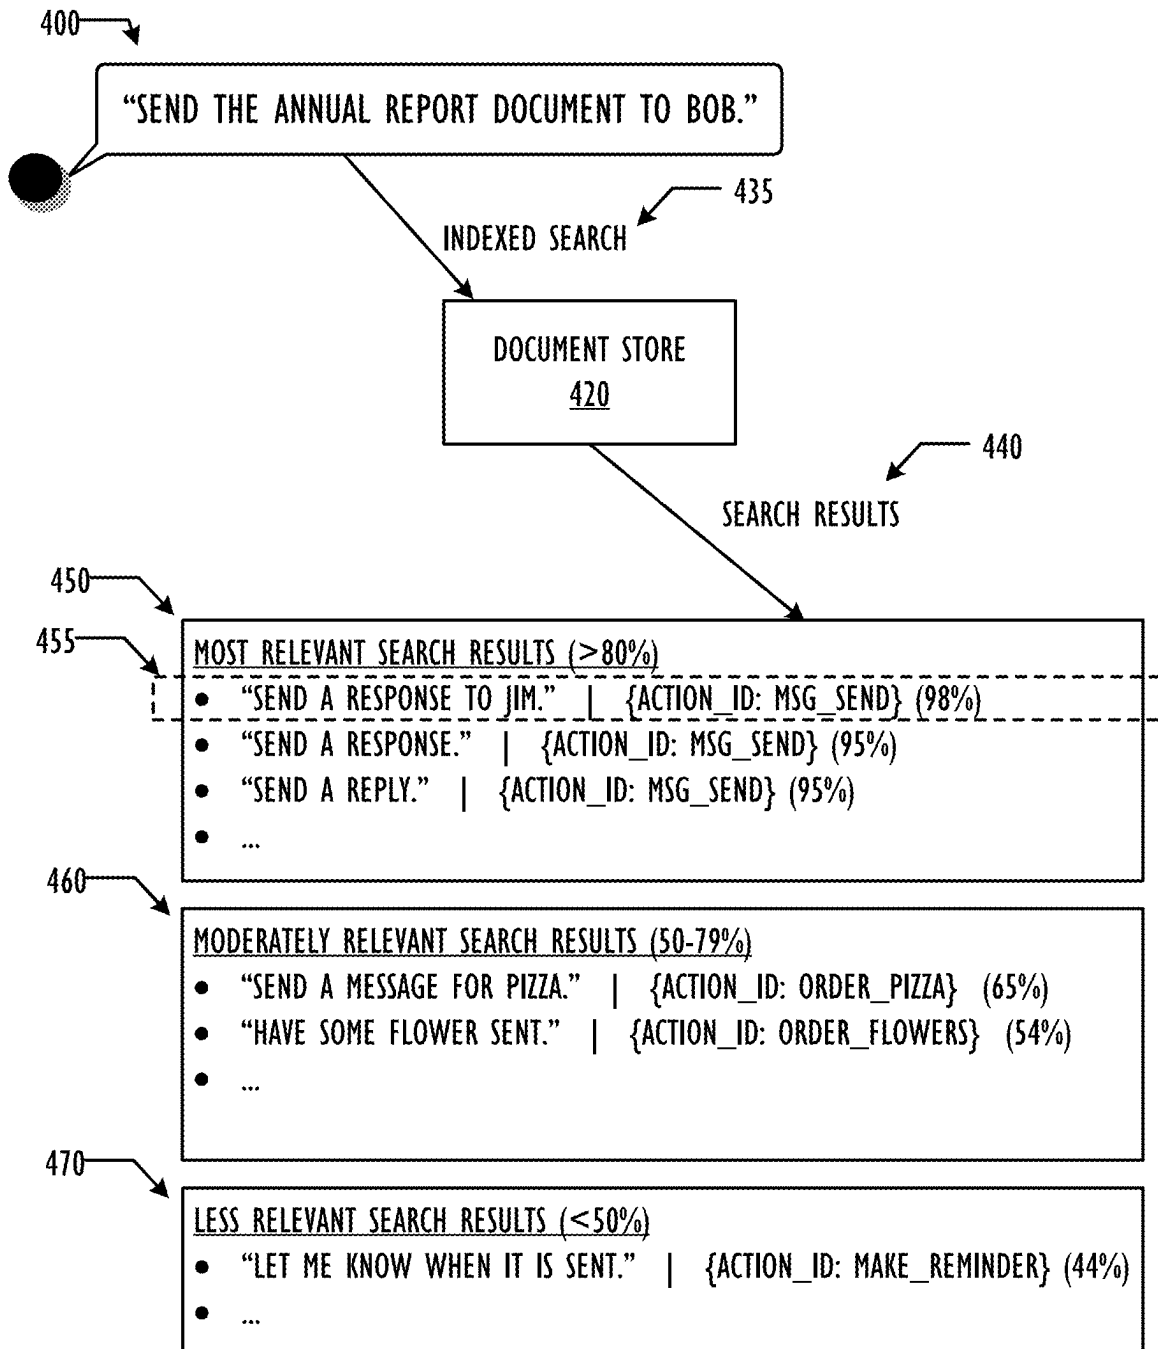 400
“SEND THE ANNUAL REPORT DOCUMENT TO BOB.”
435
INDEXED SEARCH
DOCUMENT STORE
420
440
SEARCH RESULTS
450
455
MOST RELEVANT SEARCH RESULTS (>80%)
● “SEND A RESPONSE TO JIM.” | {ACTION_ID: MSG_SEND} (98%)
● “SEND A RESPONSE.” | {ACTION_ID: MSG_SEND} (95%)
● “SEND A REPLY.” | {ACTION_ID: MSG_SEND} (95%)
● ...
460
MODERATELY RELEVANT SEARCH RESULTS (50-79%)
● “SEND A MESSAGE FOR PIZZA.” | {ACTION_ID: ORDER_PIZZA} (65%)
● “HAVE SOME FLOWER SENT.” | {ACTION_ID: ORDER_FLOWERS} (54%)
● ...
470
LESS RELEVANT SEARCH RESULTS (<50%)
● “LET ME KNOW WHEN IT IS SENT.” | {ACTION_ID: MAKE_REMINDER} (44%)
● ...